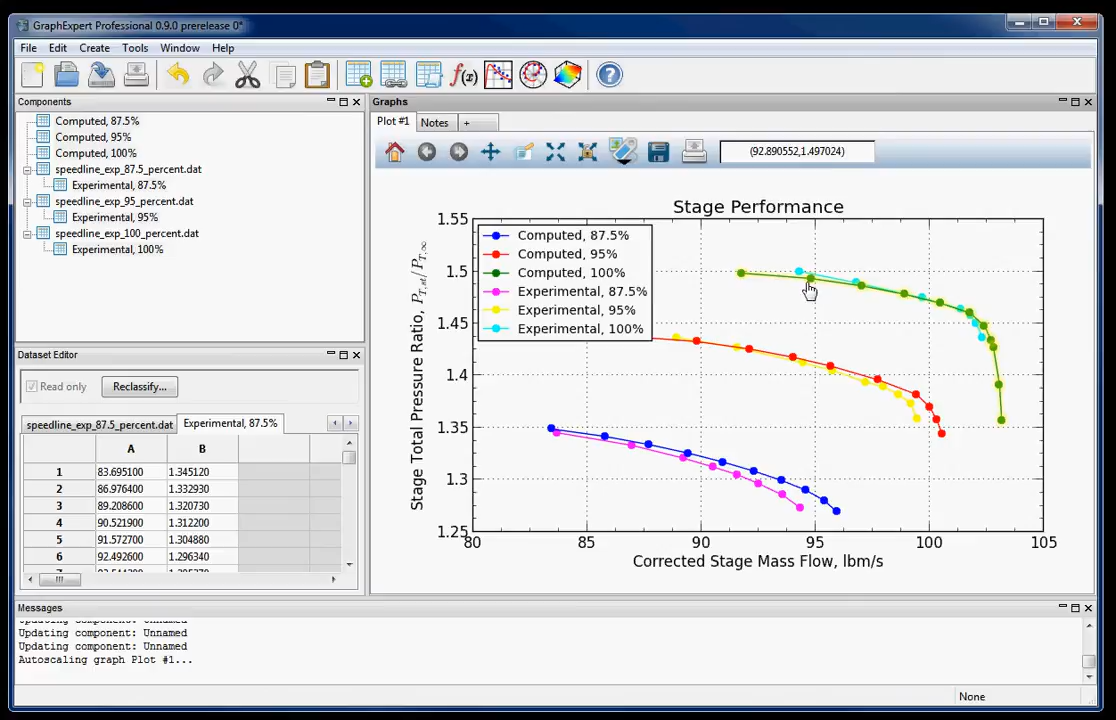 GraphExpert Professional 0.9.0 prerelease 0*
File Edit Create Tools Window Help
Components
Computed, 87.5%
Computed, 95%
Computed, 100%
speedline_exp_87.5_percent.dat
Experimental, 87.5%
speedline_exp_95_percent.dat
Experimental, 95%
speedline_exp_100_percent.dat
Experimental, 100%
Dataset Editor
Read only Reclassify...
speedline_exp_87.5_percent.dat Experimental, 87.5%
A B
1 83.695100 1.345120
2 86.976400 1.332930
3 89.208600 1.320730
4 90.521900 1.312200
5 91.572700 1.304880
6 92.492600 1.296340
Graphs
Plot #1 Notes +
(92.890552,1.497024)
Stage Performance
Stage Total Pressure Ratio, P_{T,st}/P_{T,∞}
1.55
1.5
1.45
1.4
1.35
1.3
1.25
Computed, 87.5%
Computed, 95%
Computed, 100%
Experimental, 87.5%
Experimental, 95%
Experimental, 100%
80 85 90 95 100 105
Corrected Stage Mass Flow, lbm/s
Messages
Updating component: Unnamed
Updating component: Unnamed
Autoscaling graph Plot #1...
None